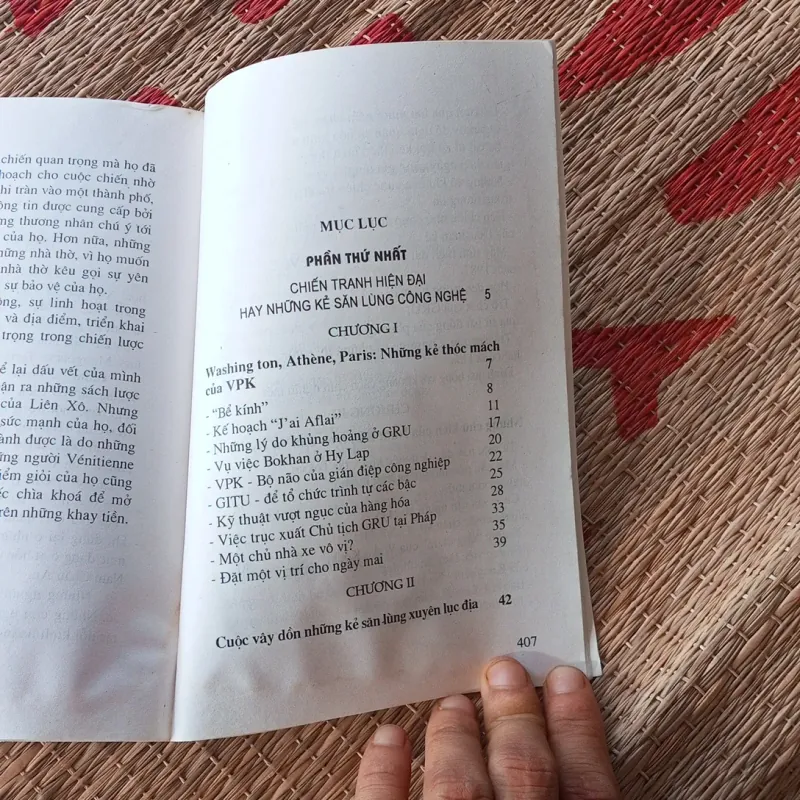 chiến quan trọng mà họ đã
hoạch cho cuộc chiến nhờ
hi tràn vào một thành phố,
ông tin được cung cấp bởi
ng thương nhân chú ý tới
của họ. Hơn nữa, những
những nhà thờ, vì họ muốn
nhà thờ kêu gọi sự yên
sự bảo vệ của họ.
ộng, sự linh hoạt trong
và địa điểm, triển khai
trọng trong chiến lược
ể lại dấu vết của mình
ận ra những sách lược
của Liên Xô. Nhưng
sức mạnh của họ, đối
ành được là do những
ững người Vénitienne
iểm giỏi của họ cũng
ếc chìa khoá để mở
rên những khay tiền.
MỤC LỤC
PHẦN THỨ NHẤT
CHIẾN TRANH HIỆN ĐẠI
HAY NHỮNG KẺ SĂN LÙNG CÔNG NGHỆ 5
CHƯƠNG I
Washing ton, Athène, Paris: Những kẻ thóc mách
của VPK 7
- "Bể kính" 8
- Kế hoạch "J'ai Aflai" 11
- Những lý do khủng hoảng ở GRU 17
- Vụ việc Bokhan ở Hy Lạp 20
- VPK - Bộ não của gián điệp công nghiệp 22
- GITU - để tổ chức trình tự các bậc 25
- Kỹ thuật vượt ngục của hàng hóa 28
- Việc trục xuất Chủ tịch GRU tại Pháp 33
- Một chủ nhà xe vô vị? 35
- Đặt một vị trí cho ngày mai 39
CHƯƠNG II
Cuộc vây dồn những kẻ săn lùng xuyên lục địa 42
407